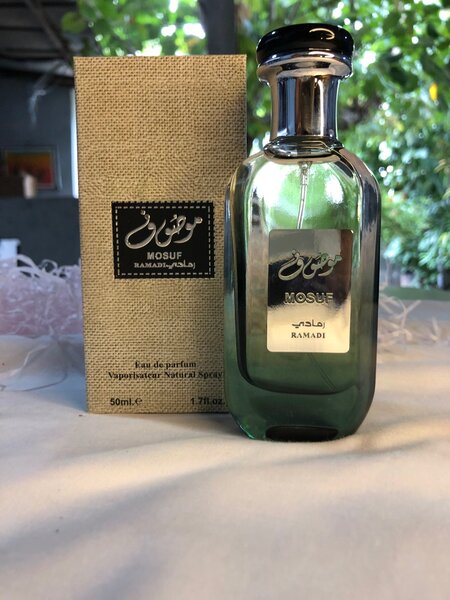 موصوف
MOSUF
RAMADI-رمادي
Eau de parfum
Vaporisateur Natural Spray
50ml.e 1.7fl.oz
موصوف
MOSUF
رمادي
RAMADI